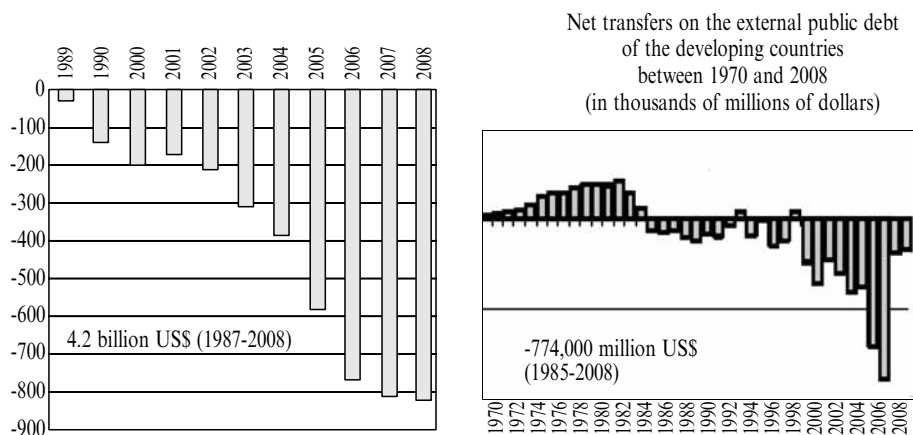 1989 1990 2000 2001 2002 2003 2004 2005 2006 2007 2008
0
-100
-200
-300
-400
-500
-600
-700
-800
-900
4.2 billion US$ (1987-2008)
Net transfers on the external public debt
of the developing countries
between 1970 and 2008
(in thousands of millions of dollars)
-774,000 million US$
(1985-2008)
1970 1972 1974 1976 1978 1980 1982 1984 1986 1988 1990 1992 1994 1996 1998 2000 2002 2004 2006 2008